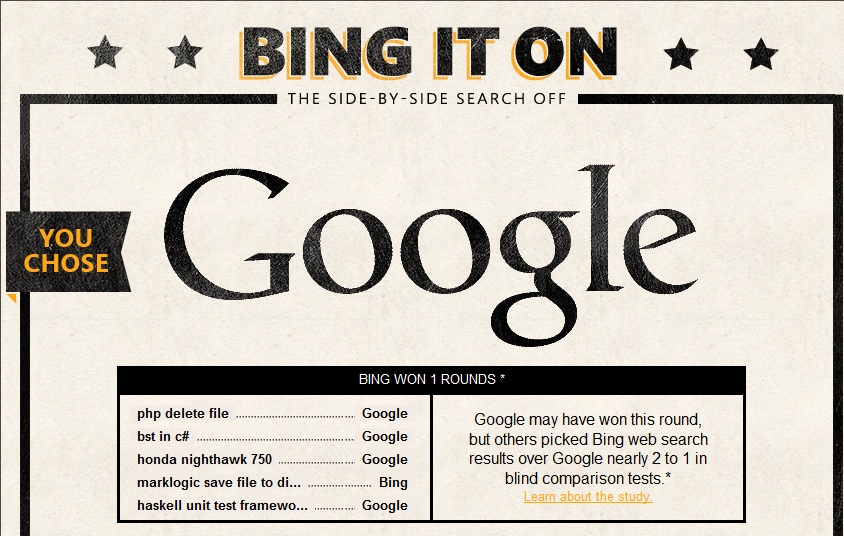 BING IT ON
THE SIDE-BY-SIDE SEARCH OFF
YOU
CHOSE
Google
BING WON 1 ROUNDS *
php delete file ........................ Google
bst in c# ........................ Google
honda nighthawk 750 ........................ Google
marklogic save file to di... ........................ Bing
haskell unit test framewo... ........................ Google
Google may have won this round,
but others picked Bing web search
results over Google nearly 2 to 1 in
blind comparison tests.*
Learn about the study.